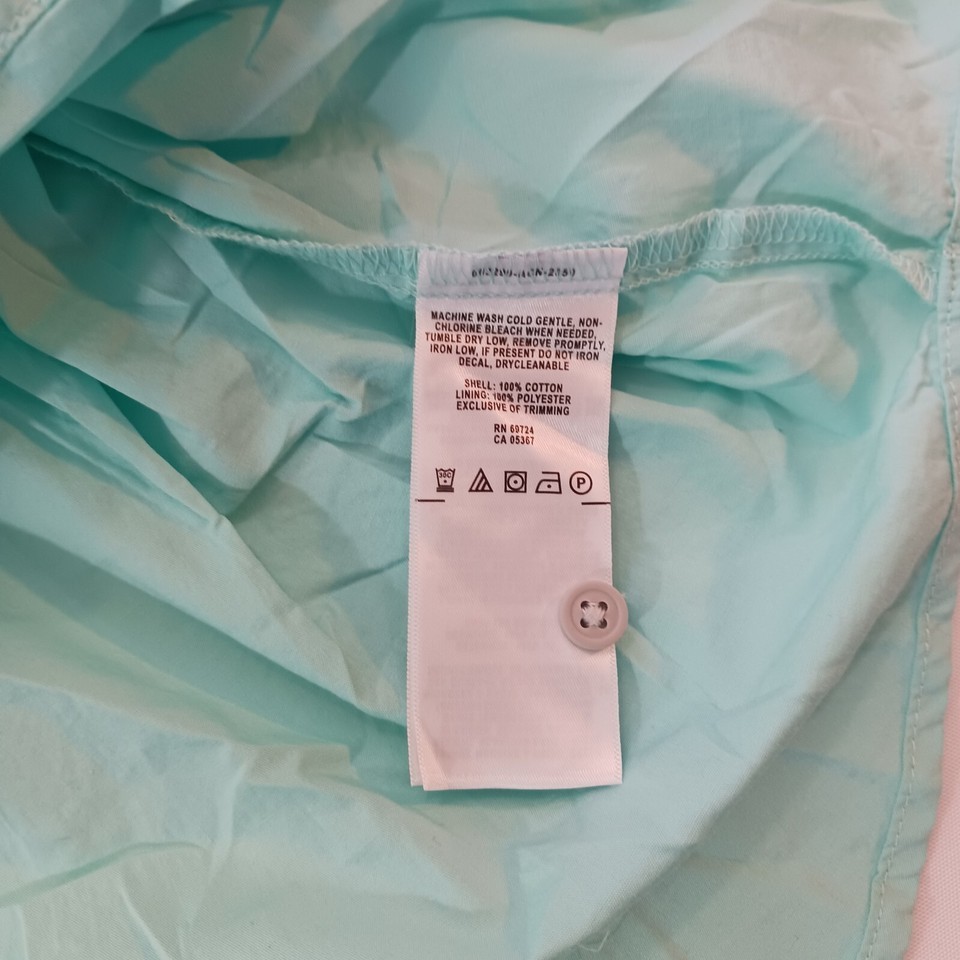 MACHINE WASH COLD GENTLE, NON-
CHLORINE BLEACH WHEN NEEDED,
TUMBLE DRY LOW, REMOVE PROMPTLY,
IRON LOW, IF PRESENT DO NOT IRON
DECAL, DRYCLEANABLE
SHELL: 100% COTTON
LINING: 100% POLYESTER
EXCLUSIVE OF TRIMMING
RN 69724
CA 05367
30C P